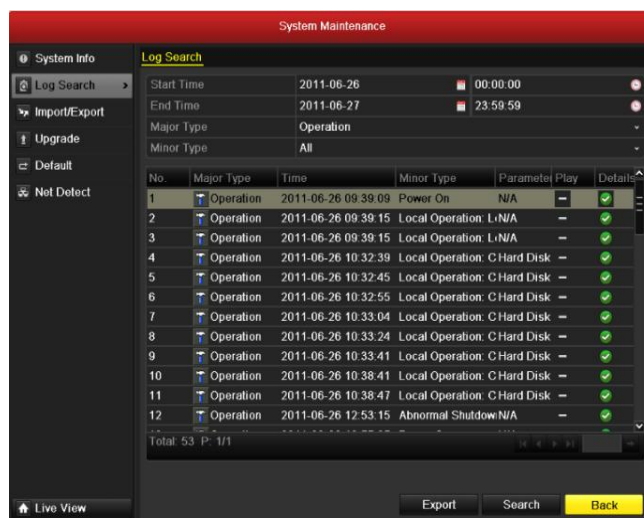 System Maintenance
System Info
Log Search
Import/Export
Upgrade
Default
Net Detect
Live View
Log Search
Start Time 2011-06-26 00:00:00
End Time 2011-06-27 23:59:59
Major Type Operation
Minor Type All
No. Major Type Time Minor Type Parameter Play Details
1 Operation 2011-06-26 09:39:09 Power On N/A
2 Operation 2011-06-26 09:39:15 Local Operation: L N/A
3 Operation 2011-06-26 09:39:15 Local Operation: L N/A
4 Operation 2011-06-26 10:32:39 Local Operation: C Hard Disk
5 Operation 2011-06-26 10:32:45 Local Operation: C Hard Disk
6 Operation 2011-06-26 10:32:55 Local Operation: C Hard Disk
7 Operation 2011-06-26 10:33:04 Local Operation: C Hard Disk
8 Operation 2011-06-26 10:33:24 Local Operation: C Hard Disk
9 Operation 2011-06-26 10:33:41 Local Operation: C Hard Disk
10 Operation 2011-06-26 10:38:41 Local Operation: C Hard Disk
11 Operation 2011-06-26 10:38:47 Local Operation: C Hard Disk
12 Operation 2011-06-26 12:53:15 Abnormal Shutdow N/A
Total: 53 P: 1/1
Export Search Back